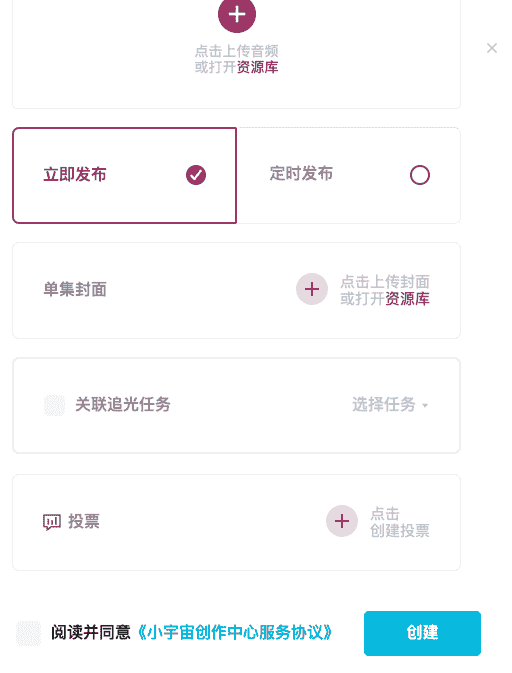 点击上传音频
或打开资源库
立即发布
定时发布
单集封面
点击上传封面
或打开资源库
关联追光任务
选择任务
投票
点击
创建投票
阅读并同意《小宇宙创作中心服务协议》
创建